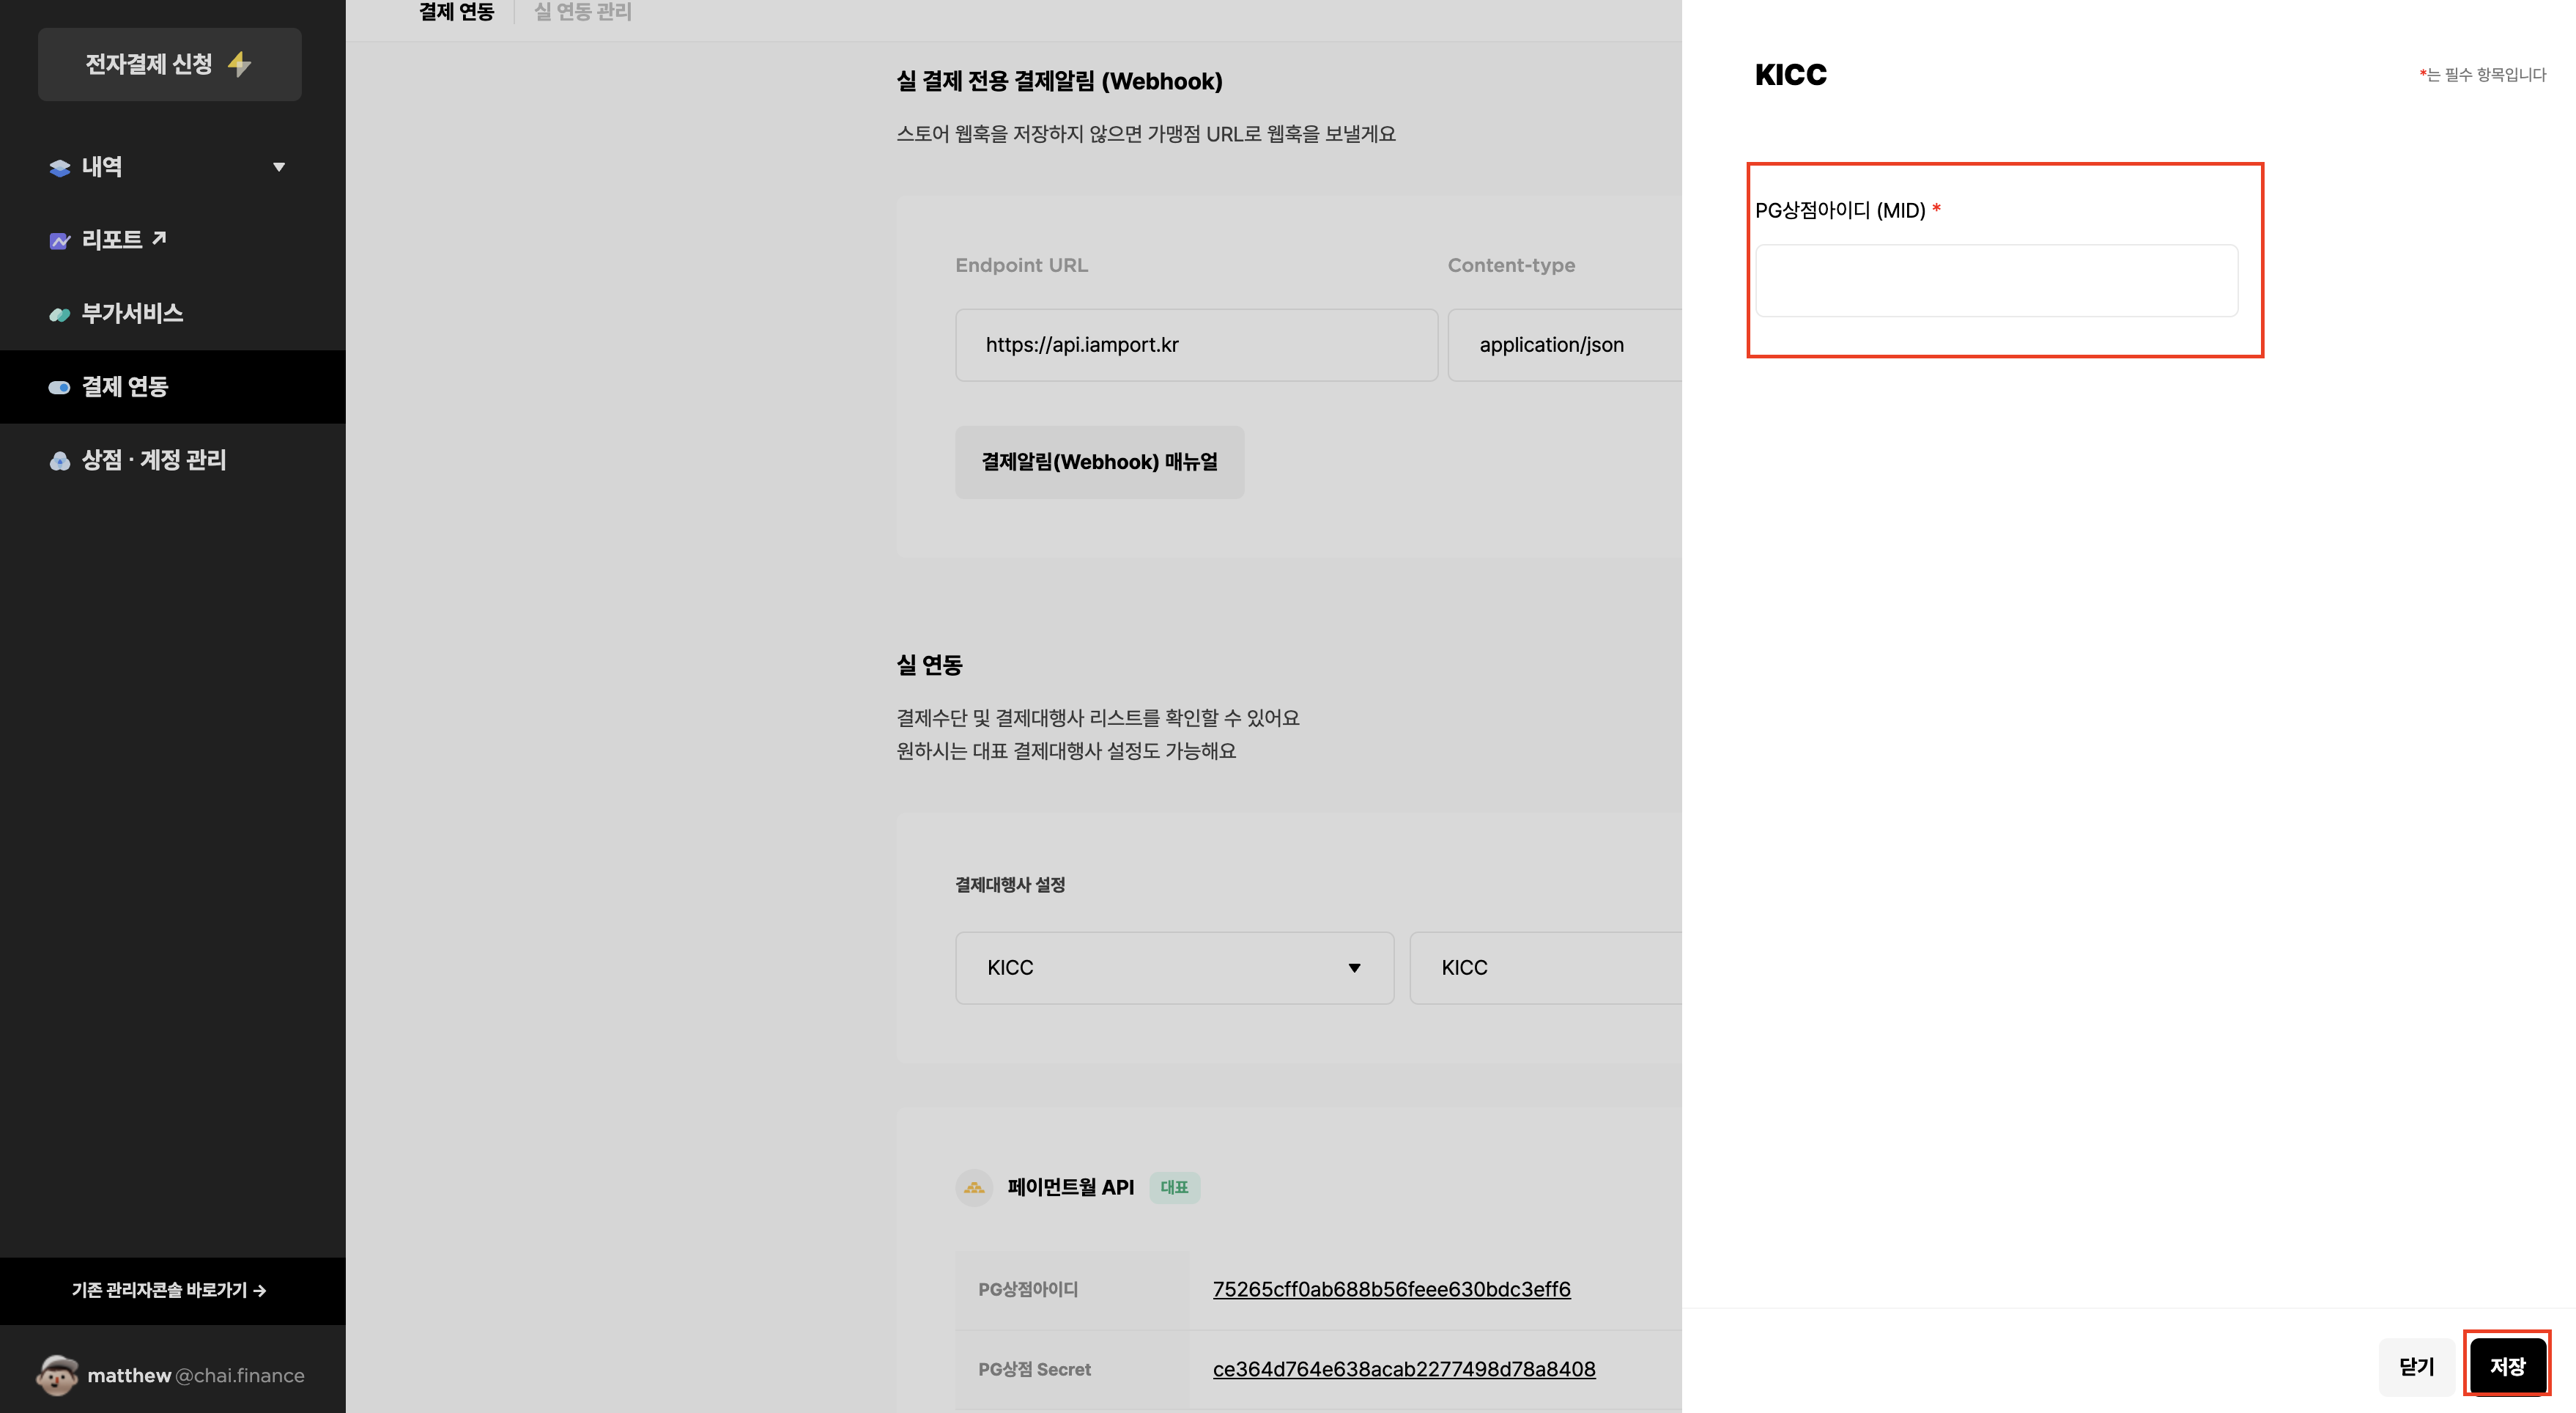 전자결제 신청
내역
리포트
부가서비스
결제 연동
상점 · 계정 관리
기존 관리자콘솔 바로가기 →
matthew @chai.finance
결제 연동
실 연동 관리
실 결제 전용 결제알림 (Webhook)
스토어 웹훅을 저장하지 않으면 가맹점 URL로 웹훅을 보낼게요
Endpoint URL
Content-type
https://api.iamport.kr
application/json
결제알림(Webhook) 매뉴얼
실 연동
결제수단 및 결제대행사 리스트를 확인할 수 있어요
원하시는 대표 결제대행사 설정도 가능해요
결제대행사 설정
KICC
KICC
페이먼트월 API
대표
PG상점아이디
75265cff0ab688b56feee630bdc3eff6
PG상점 Secret
ce364d764e638acab2277498d78a8408
KICC
*는 필수 항목입니다
PG상점아이디 (MID) *
닫기
저장